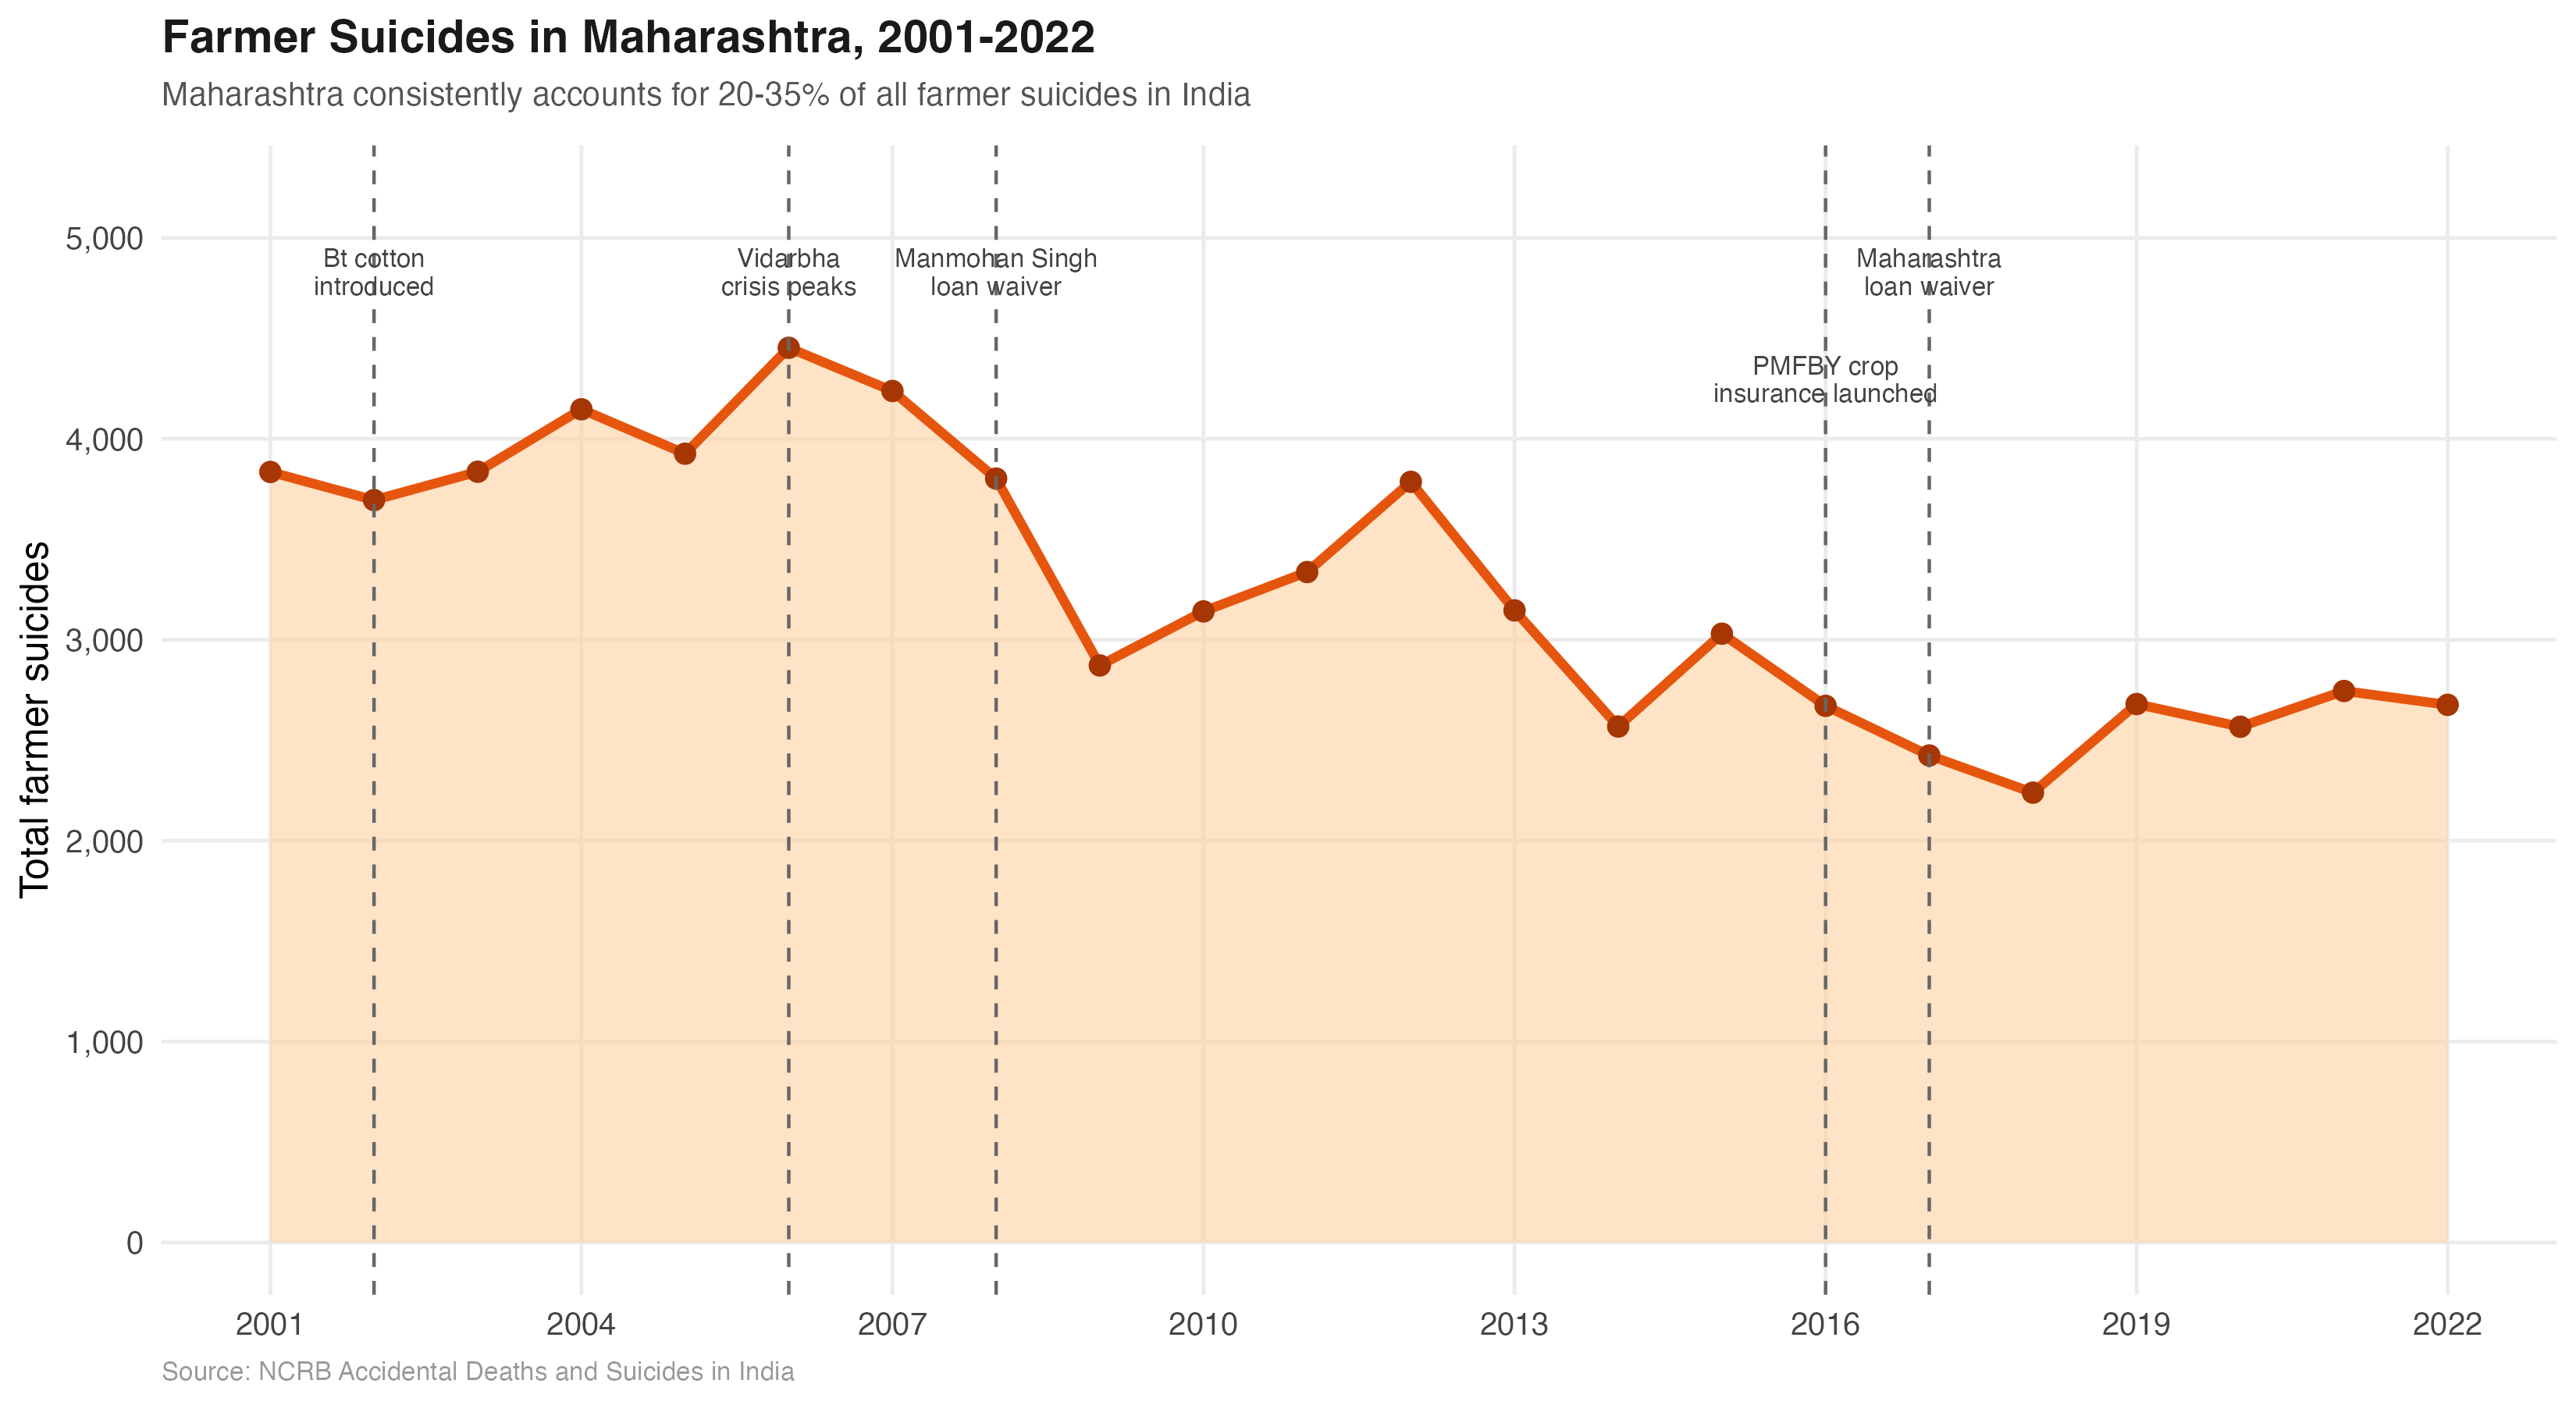 Farmer Suicides in Maharashtra, 2001-2022
Maharashtra consistently accounts for 20-35% of all farmer suicides in India
Total farmer suicides
5,000
4,000
3,000
2,000
1,000
0
Bt cotton
introduced
Vidarbha
crisis peaks
Manmohan Singh
loan waiver
PMFBY crop
insurance launched
Maharashtra
loan waiver
2001
2004
2007
2010
2013
2016
2019
2022
Source: NCRB Accidental Deaths and Suicides in India